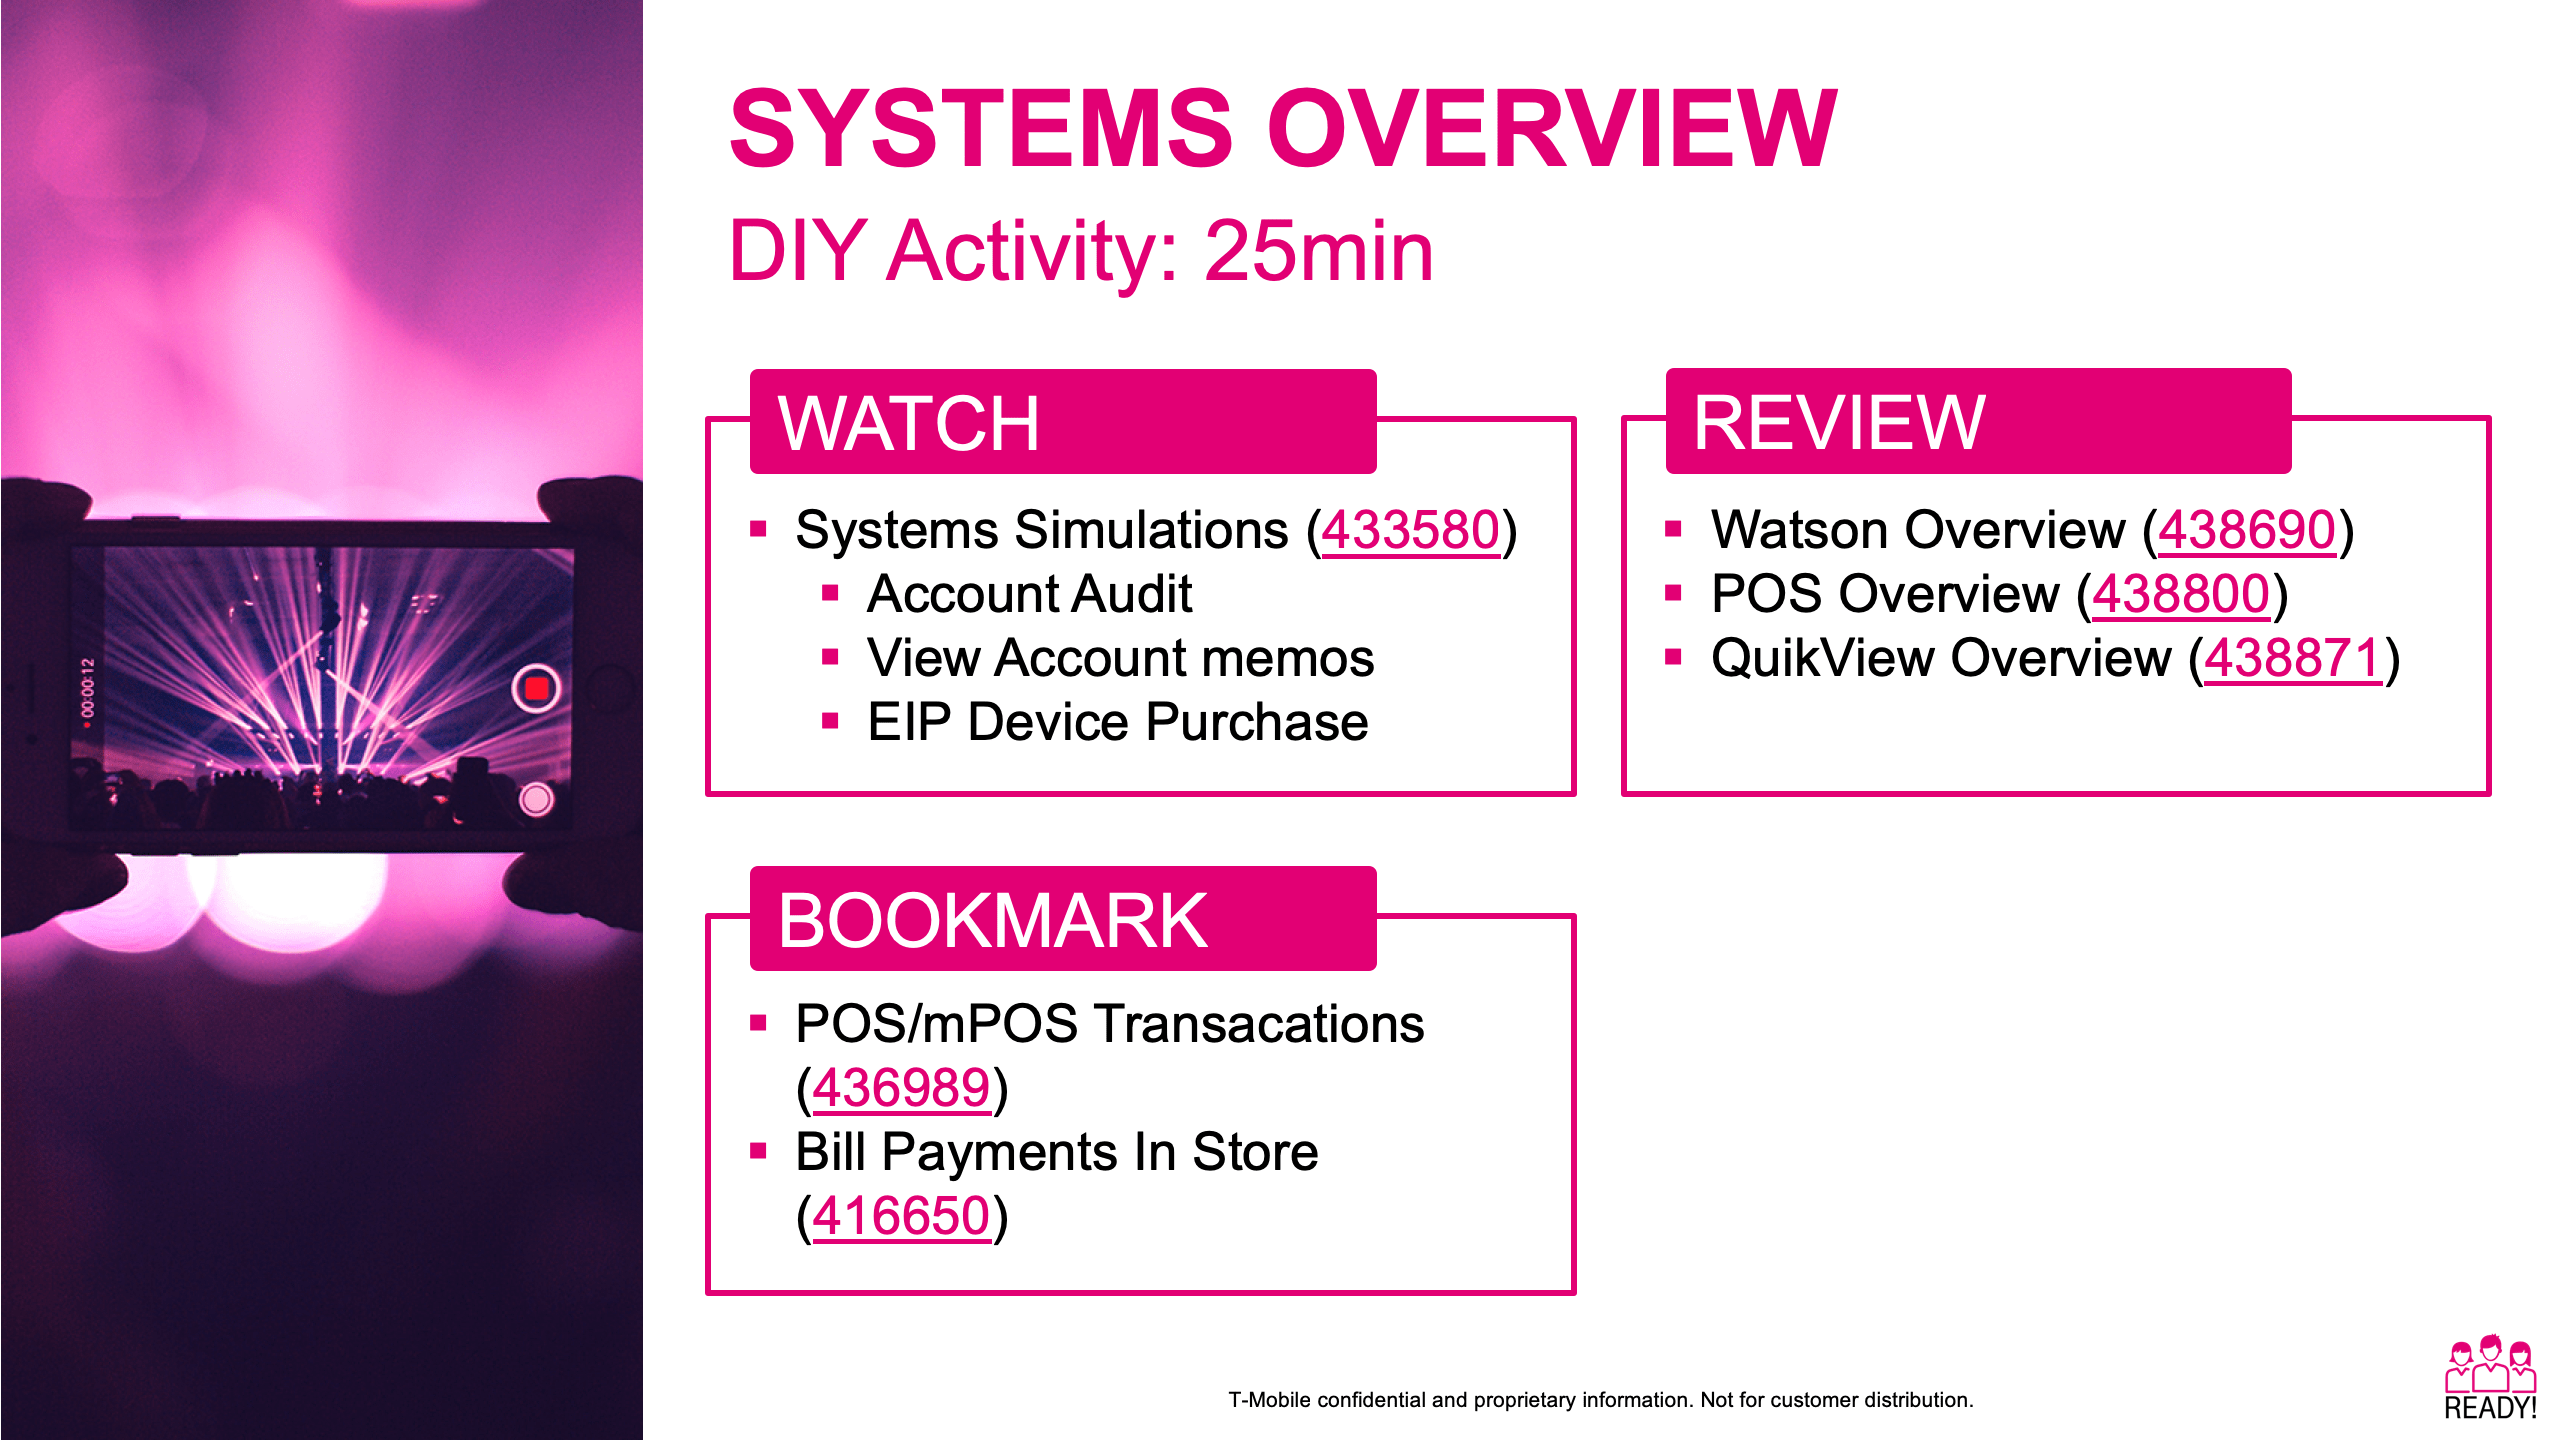 SYSTEMS OVERVIEW
DIY Activity: 25min
WATCH
Systems Simulations (433580)
Account Audit
View Account memos
EIP Device Purchase
REVIEW
Watson Overview (438690)
POS Overview (438800)
QuikView Overview (438871)
BOOKMARK
POS/mPOS Transacations
(436989)
Bill Payments In Store
(416650)
00:00:12
T-Mobile confidential and proprietary information. Not for customer distribution.
READY!